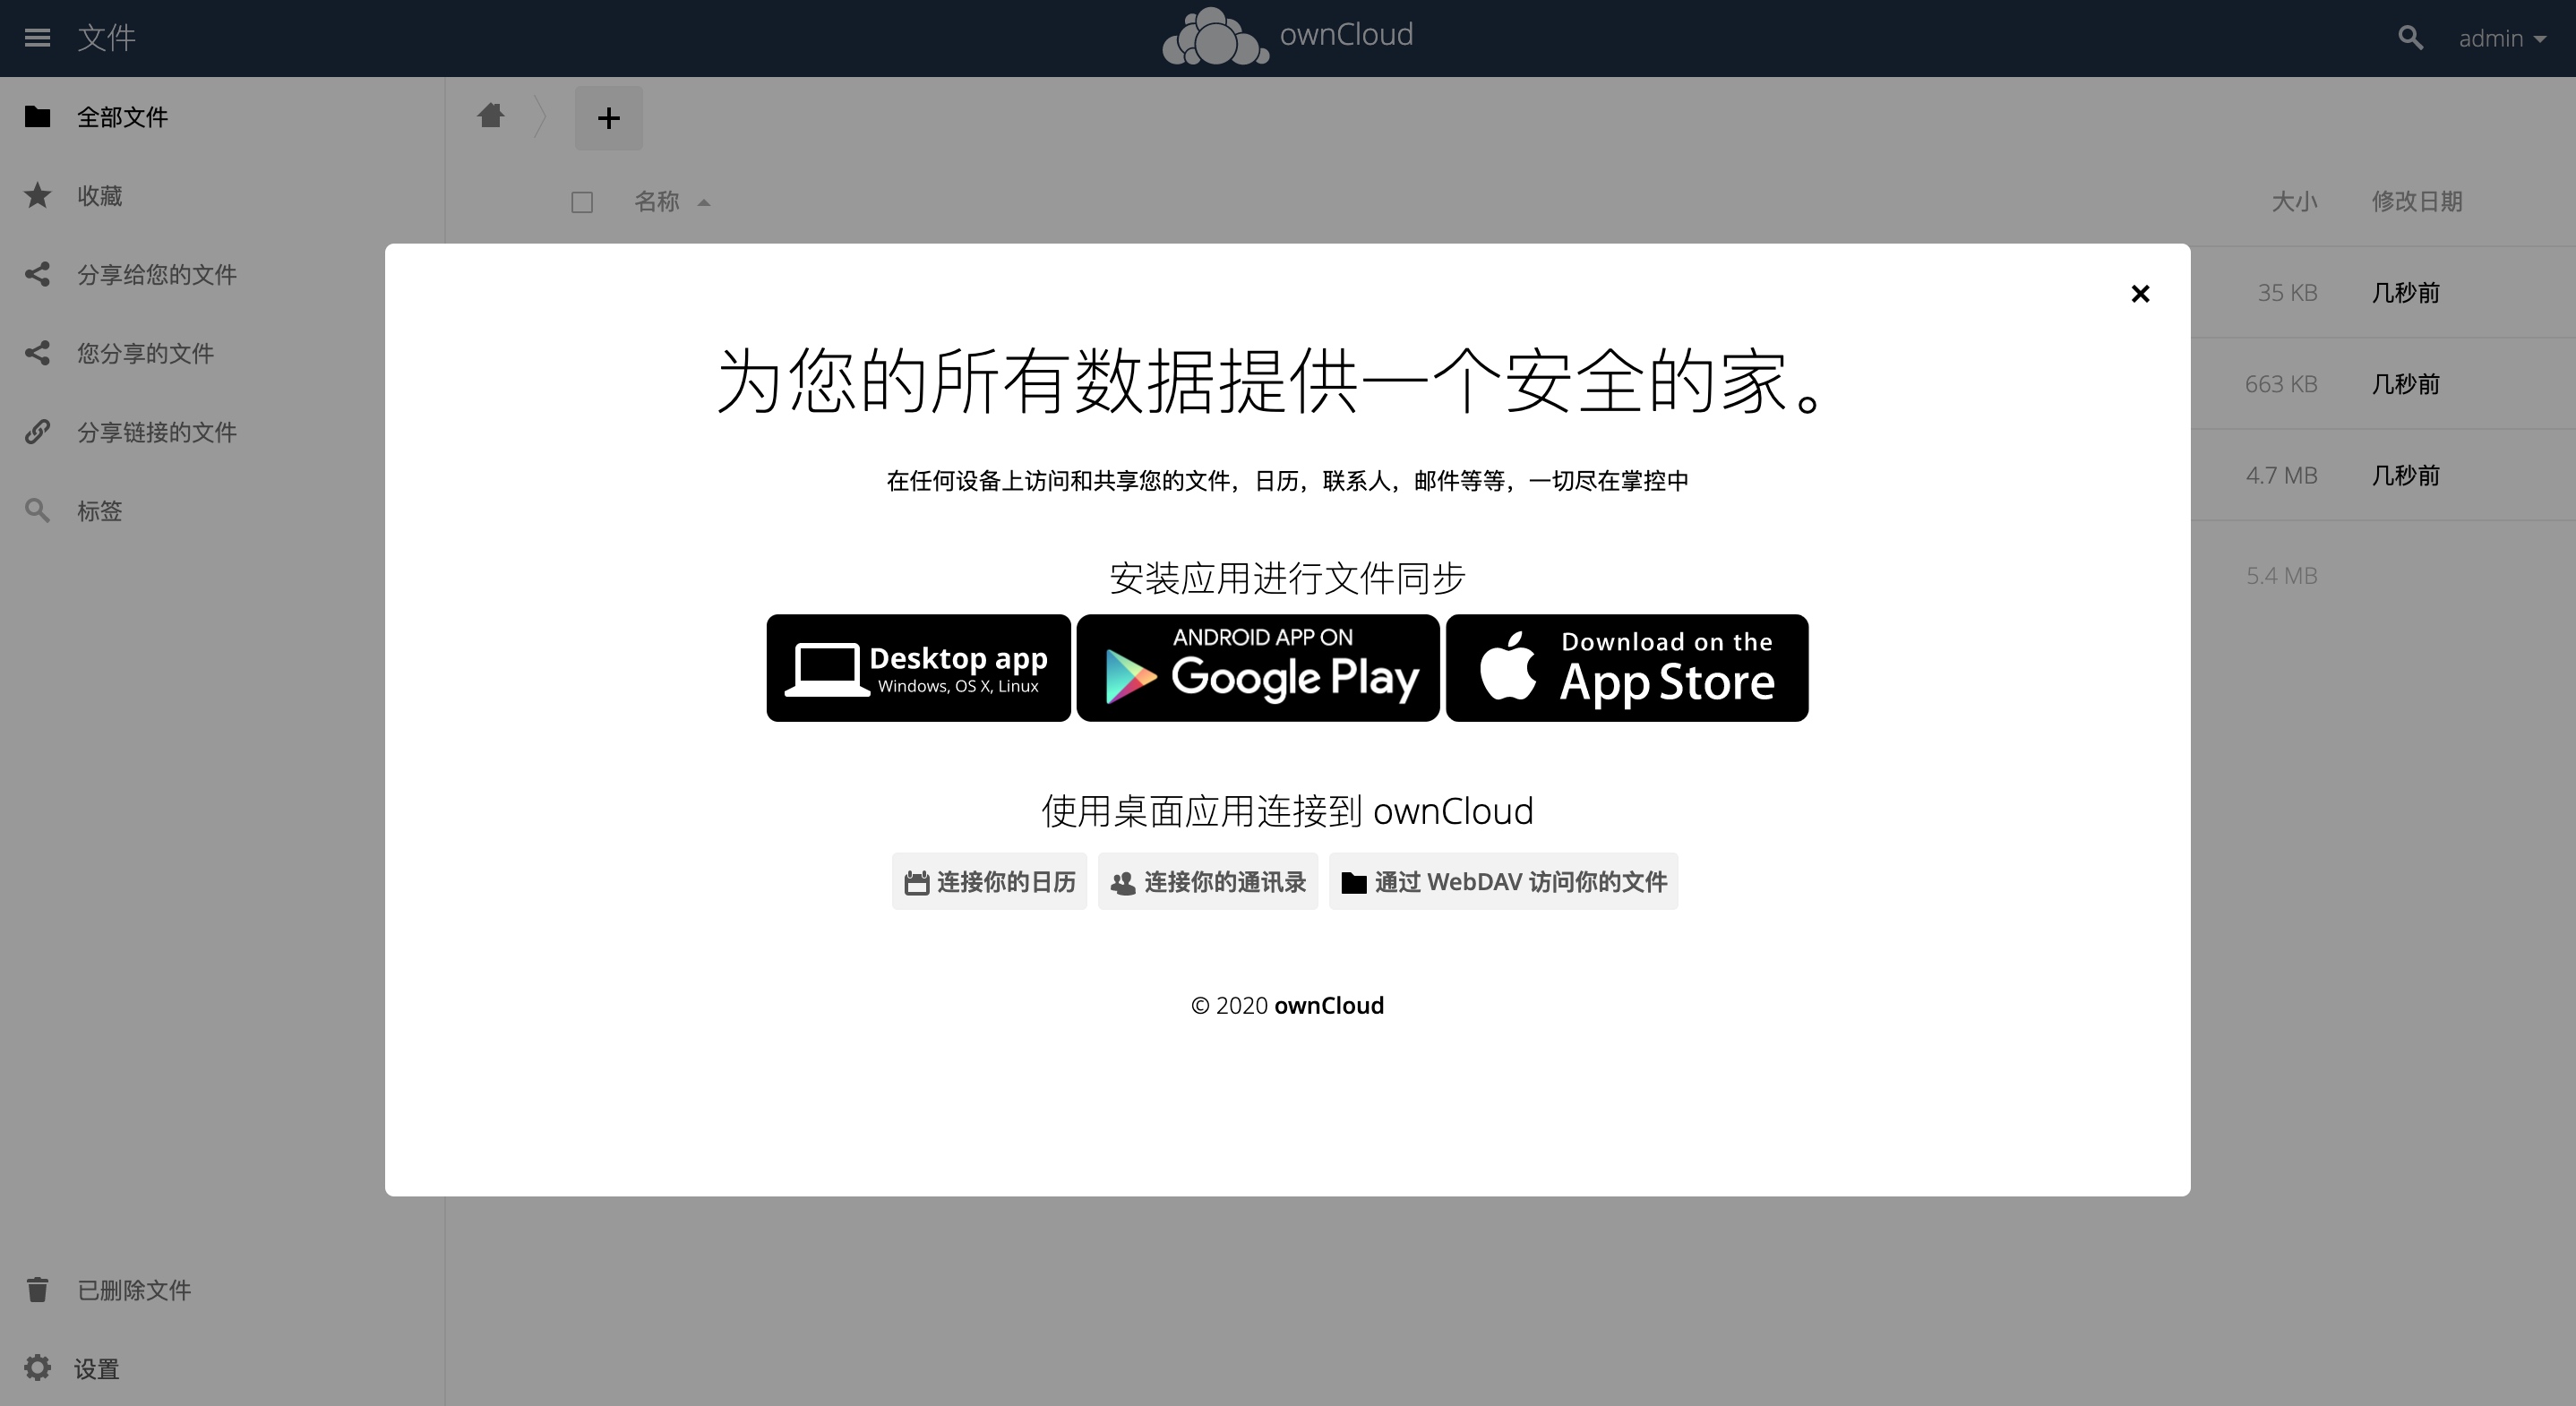 文件
ownCloud
admin
全部文件
收藏
分享给您的文件
您分享的文件
分享链接的文件
标签
已删除文件
设置
名称
大小
修改日期
35 KB
几秒前
663 KB
几秒前
4.7 MB
几秒前
5.4 MB
为您的所有数据提供一个安全的家。
在任何设备上访问和共享您的文件，日历，联系人，邮件等等，一切尽在掌控中
安装应用进行文件同步
Desktop app
Windows, OS X, Linux
ANDROID APP ON
Google Play
Download on the
App Store
使用桌面应用连接到 ownCloud
连接你的日历
连接你的通讯录
通过 WebDAV 访问你的文件
© 2020 ownCloud